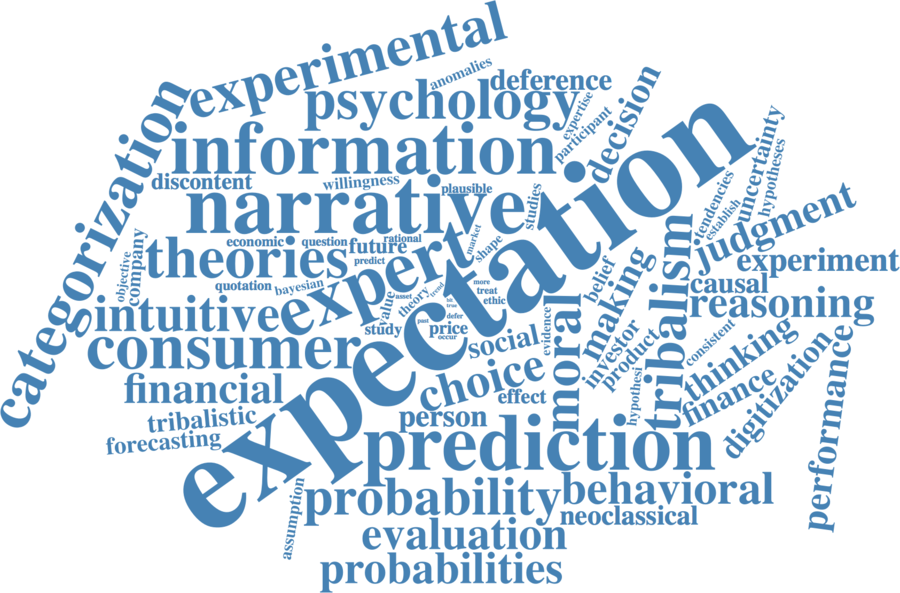 experimental
anomalies
deference
psychology
expertise
participant
decision
categorization
information
discontent
willingness
plausible
narrative
studies
expectation
uncertainty
hypotheses
tendencies
establish
judgment
objective
company
economic
question
future
rational
predict
theories
expert
market
shape
experiment
quotation
bayesian
causal
reasoning
intuitive
value
asset
theory
trend
more
treat
ethic
hit
true
defer
past
price
occur
study
belief
making
tribalism
moral
evidence
investor
product
consistent
consumer
social
choice
effect
hypothesi
thinking
finance
digitization
performance
financial
tribalistic
forecasting
person
prediction
assumption
probability
behavioral
neoclassical
evaluation
probabilities